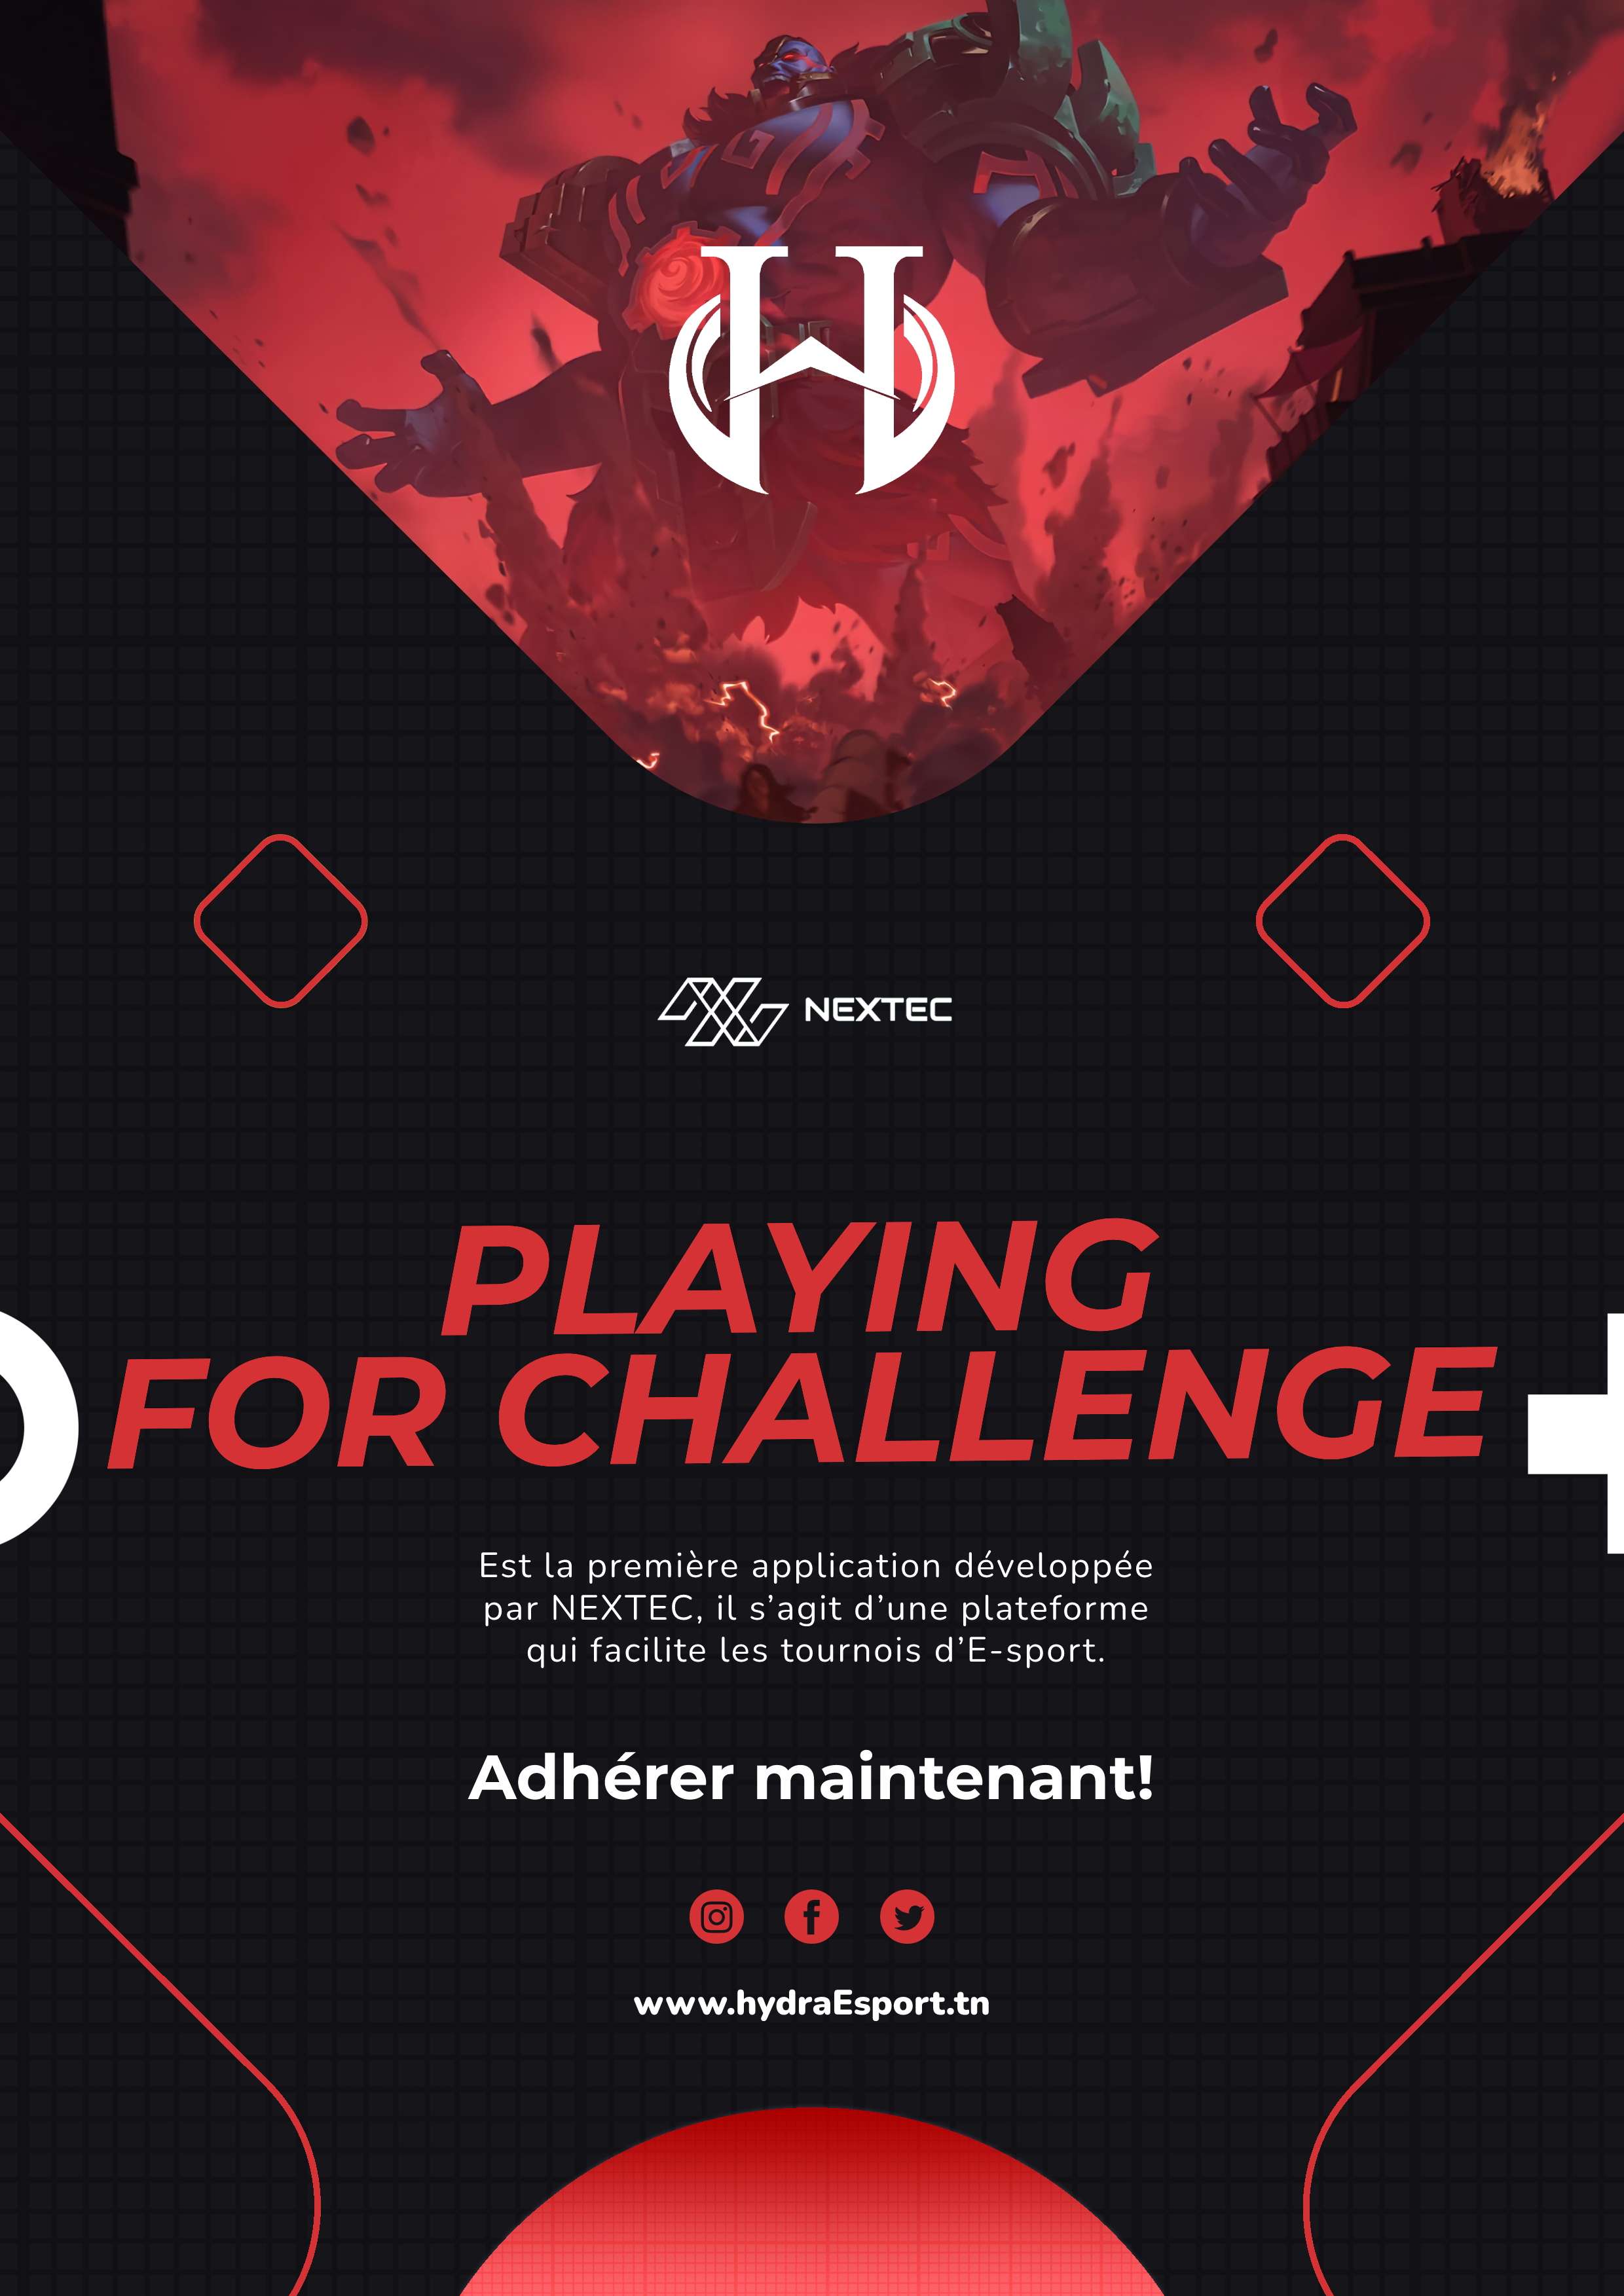 H
NEXTEC
PLAYING
FOR CHALLENGE
Est la première application développée
par NEXTEC, il s’agit d’une plateforme
qui facilite les tournois d’E-sport.
Adhérer maintenant!
www.hydraEsport.tn